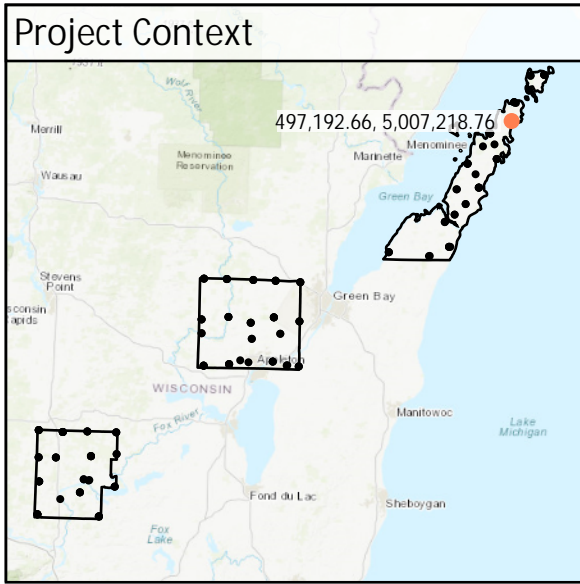 Project Context
Wolf River
497,192.66, 5,007,218.76
Merrill
Menominee
Reservation
Menominee
Marinette
Wausau
Green Bay
Stevens
Point
sconsin
apids
Green Bay
Appleton
WISCONSIN
Fox River
Manitowoc
Lake
Michigan
Fond du Lac
Sheboygan
Fox
Lake